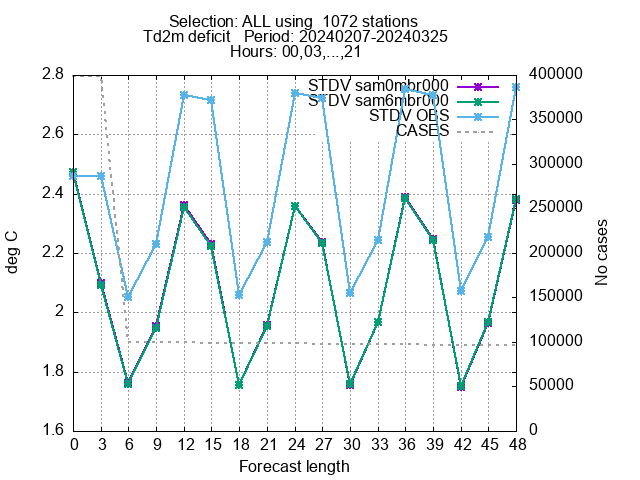 Selection: ALL using  1072 stations
Td2m deficit   Period: 20240207-20240325
Hours: 00,03,...,21
STDV sam0mbr000
STDV sam6mbr000
STDV OBS
CASES
2.8
2.6
2.4
2.2
2
1.8
1.6
deg C
400000
350000
300000
250000
200000
150000
100000
50000
0
No cases
0 3 6 9 12 15 18 21 24 27 30 33 36 39 42 45 48
Forecast length